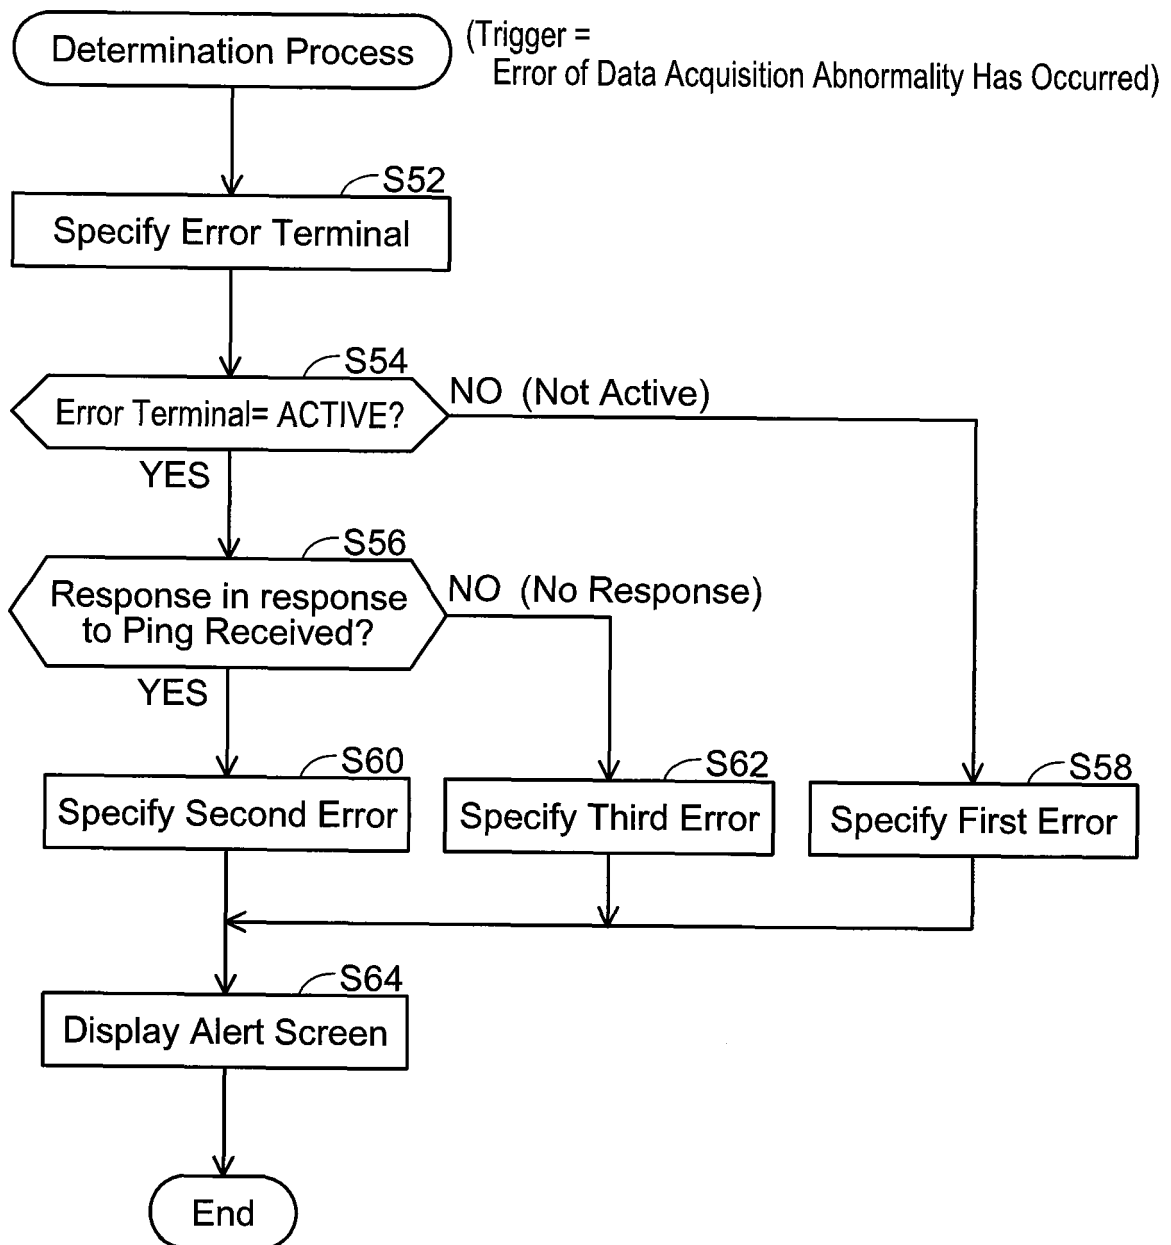 Determination Process
(Trigger =
Error of Data Acquisition Abnormality Has Occurred)
S52
Specify Error Terminal
S54
Error Terminal= ACTIVE?
NO (Not Active)
YES
S56
Response in response
to Ping Received?
NO (No Response)
YES
S60
Specify Second Error
S62
Specify Third Error
S58
Specify First Error
S64
Display Alert Screen
End